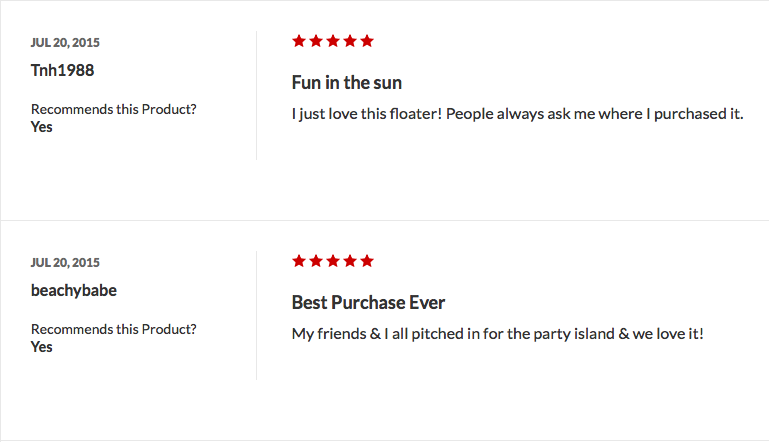 JUL 20, 2015
Tnh1988
Recommends this Product?
Yes
Fun in the sun
I just love this floater! People always ask me where I purchased it.
JUL 20, 2015
beachybabe
Recommends this Product?
Yes
Best Purchase Ever
My friends & I all pitched in for the party island & we love it!